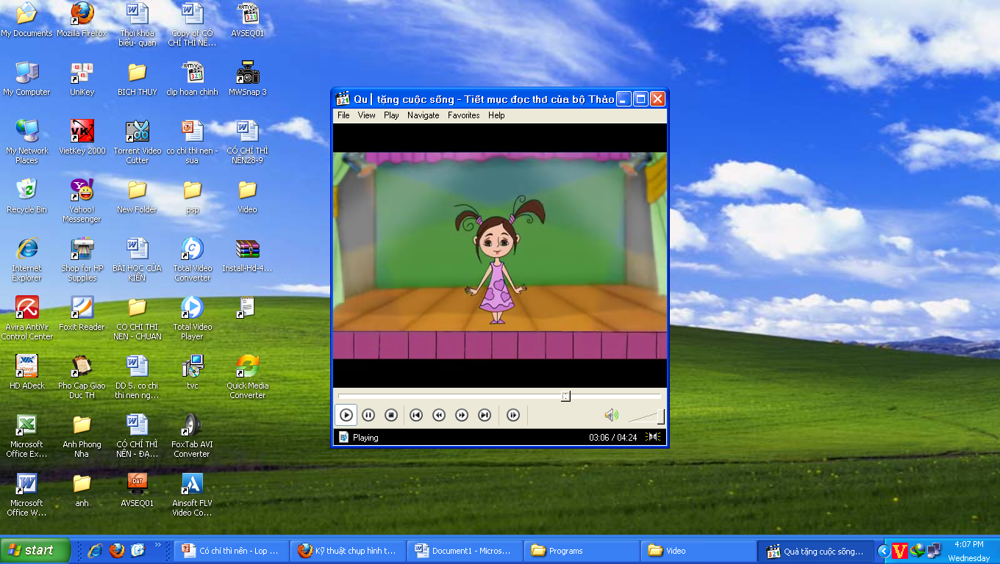 My Documents
Mozilla Firefox
Thời khóa
biểu- quan
Copy of CÓ
CHÍ THÌ NÊ...
AVSEQ01
My Computer
UniKey
BICH THUY
clip hoan chinh
MWSnap 3
My Network
Places
VietKey 2000
Torrent Video
Cutter
co chi thi nen -
sua
CÓ CHÍ THÌ
NÊN28-9
Recycle Bin
Yahoo!
Messenger
New Folder
psp
Video
Internet
Explorer
Shop for HP
Supplies
BÀI HỌC CỦA
KIẾN
Total Video
Converter
Install-Hd-4...
Avira AntiVir
Control Center
Foxit Reader
CO CHI THI
NEN - CHUAN
Total Video
Player
HD ADeck
Pho Cap Giao
Duc TH
DD 5. co chi
thi nen ng...
tvc
Quick Media
Converter
Microsoft
Office Ex...
Anh Phong
Nha
CÓ CHÍ THÌ
NÊN - ĐA...
FoxTab AVI
Converter
Microsoft
Office W...
anh
AVSEQ01
Ainsoft FLV
Video Co...
Qu| tặng cuộc sống - Tiết mục đọc thơ của bộ Thảo
File View Play Navigate Favorites Help
Playing 03:06 / 04:24
start
Có chí thì nên - Lop ...
Kỹ thuật chụp hình t...
Document1 - Micros...
Programs
Video
Quà tặng cuộc sống...
4:07 PM
Wednesday